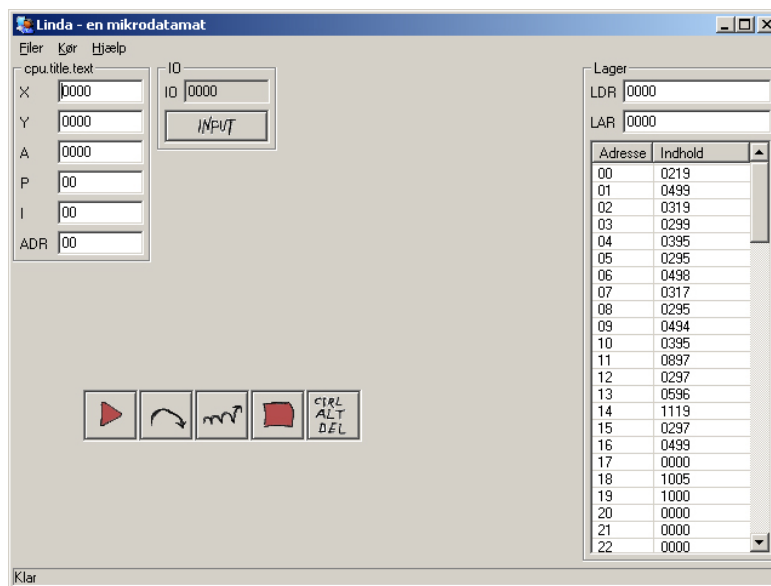 Linda - en mikrodatamat
Filer Kør Hjælp
cpu.title.text
X 0000
Y 0000
A 0000
P 00
I 00
ADR 00
IO
IO 0000
INPUT
CTRL
ALT
DEL
Lager
LDR 0000
LAR 0000
Adresse Indhold
00 0219
01 0499
02 0319
03 0299
04 0395
05 0295
06 0498
07 0317
08 0295
09 0494
10 0395
11 0897
12 0297
13 0596
14 1119
15 0297
16 0499
17 0000
18 1005
19 1000
20 0000
21 0000
22 0000
Klar